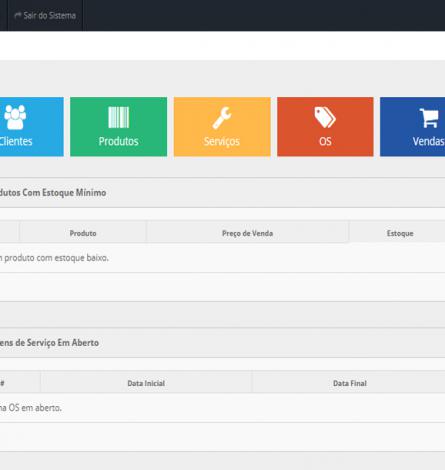 Sair do Sistema
Clientes Produtos Serviços OS Vendas
dutos Com Estoque Mínimo
Produto Preço de Venda Estoque
produto com estoque baixo.
ens de Serviço Em Aberto
# Data Inicial Data Final
OS em aberto.